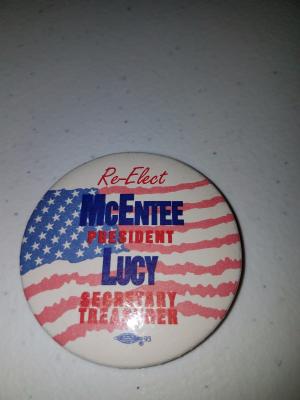 Re-Elect
McENTEE
PRESIDENT
LUCY
SECRETARY
TREASURER
93